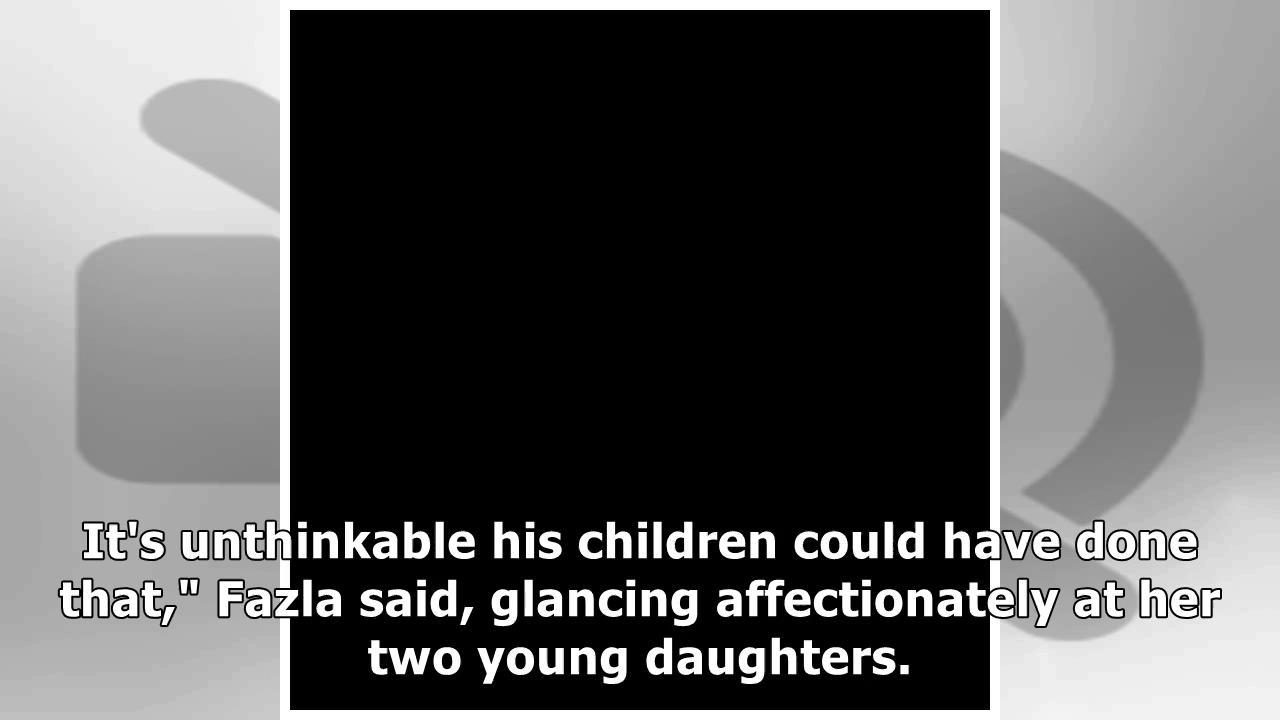 It's unthinkable his children could have done
that," Fazla said, glancing affectionately at her
two young daughters.